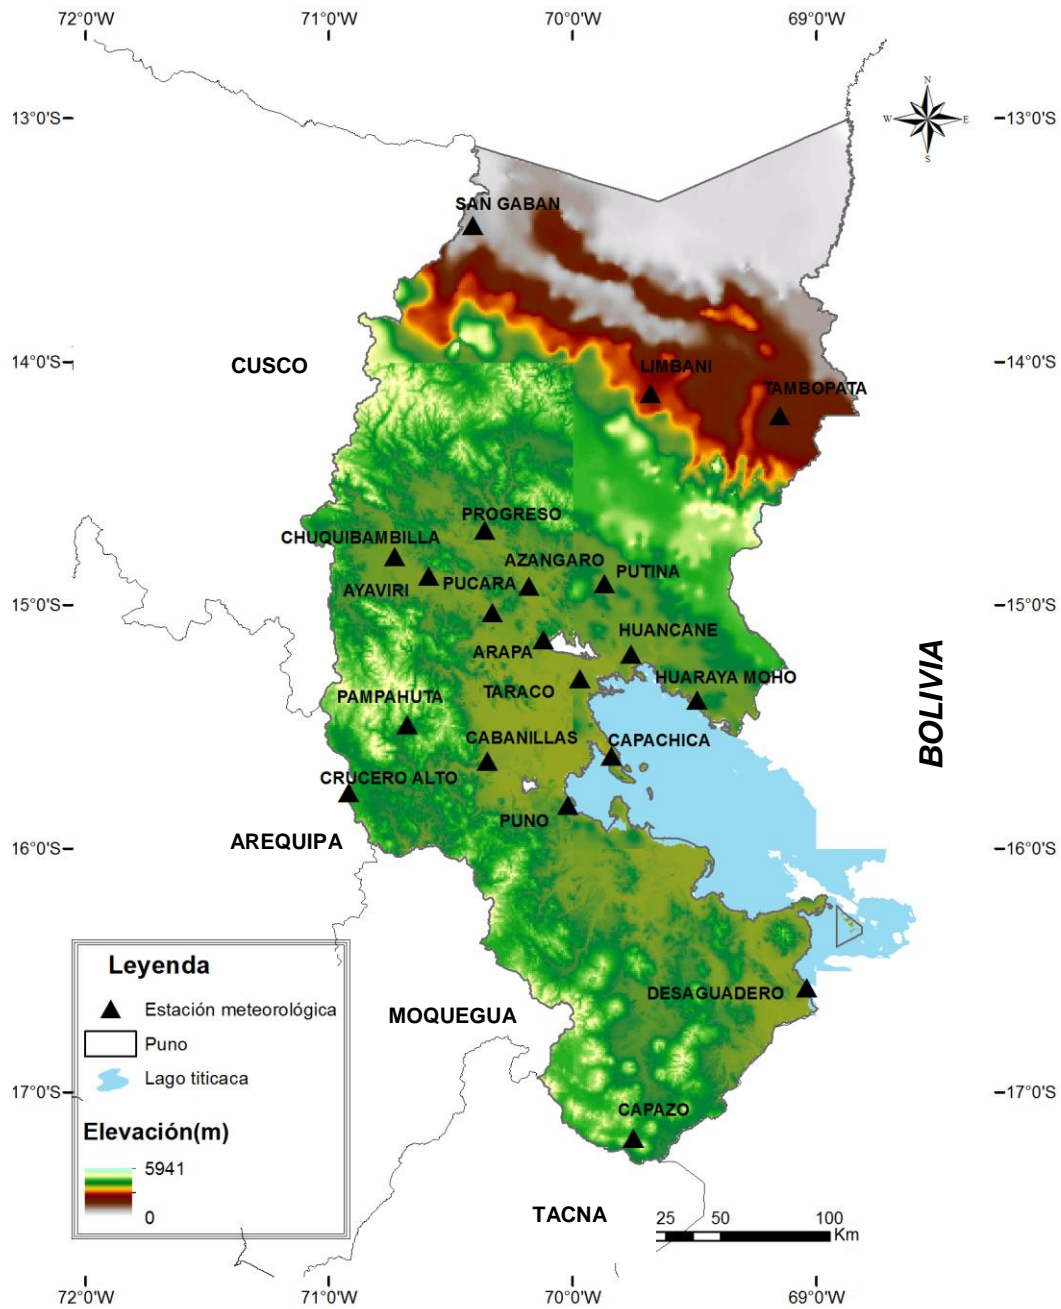 72°0'W 71°0'W 70°0'W 69°0'W
N
W E
S
13°0'S 13°0'S
SAN GABAN
14°0'S 14°0'S
CUSCO
LIMBANI
TAMBOPATA
PROGRESO
CHUQUIBAMBILLA
AZANGARO
PUTINA
AYAVIRI
PUCARA
15°0'S 15°0'S
HUANCANE
ARAPA
HUARAYA MOHO
TARACO
PAMPAHUTA
BOLIVIA
CABANILLAS
CAPACHICA
CRUCERO ALTO
PUNO
AREQUIPA
16°0'S 16°0'S
Leyenda
Estación meteorológica
Puno
Lago titicaca
Elevación(m)
5941
0
DESAGUADERO
MOQUEGUA
17°0'S 17°0'S
CAPAZO
TACNA
25 50 100
Km
72°0'W 71°0'W 70°0'W 69°0'W